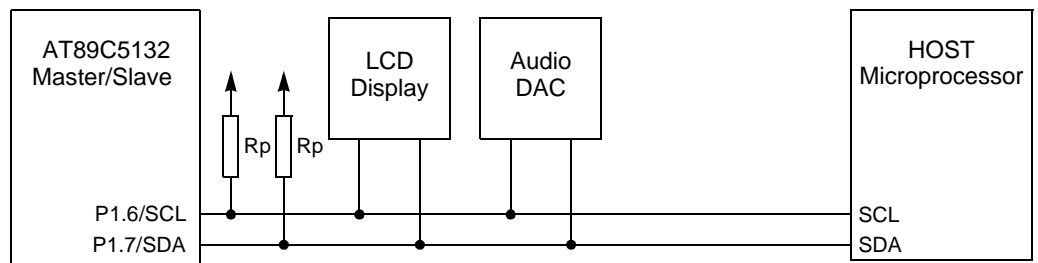 AT89C5132
Master/Slave
LCD
Display
Audio
DAC
HOST
Microprocessor
Rp
Rp
P1.6/SCL
P1.7/SDA
SCL
SDA